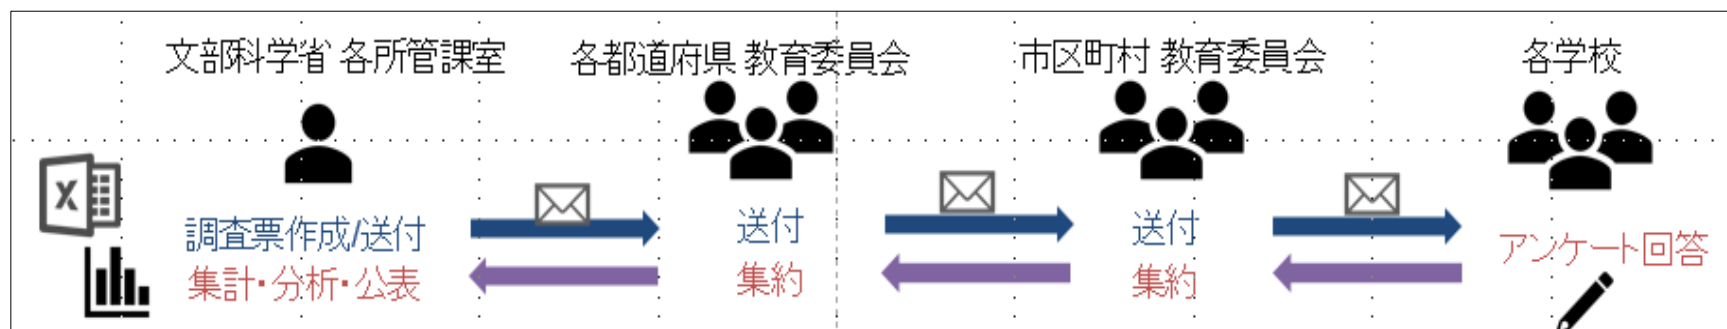 文部科学省 各所管課室
各都道府県 教育委員会
市区町村 教育委員会
各学校
X
調査票作成/送付
送付
送付
アンケート回答
集計・分析・公表
集約
集約